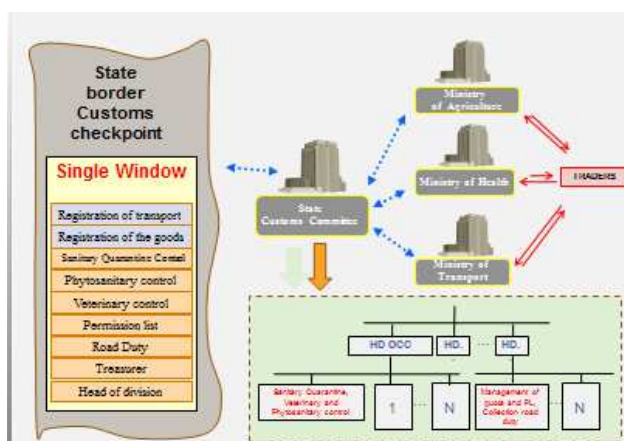 State
border
Customs
checkpoint
Single Window
Registration of transport
Registration of the goods
Sanitary Quarantine Control
Phytosanitary control
Veterinary control
Permission list
Road Duty
Treasurer
Head of division
State
Customs Committee
Ministry
of Agriculture
Ministry of Health
Ministry of
Transport
TRADERS
HD OCC
HD.
...
HD.
Sanitary Quarantine,
Veterinary and
Phytosanitary control
1
...
N
Management of
goods and PL,
Collection road
duty
...
N